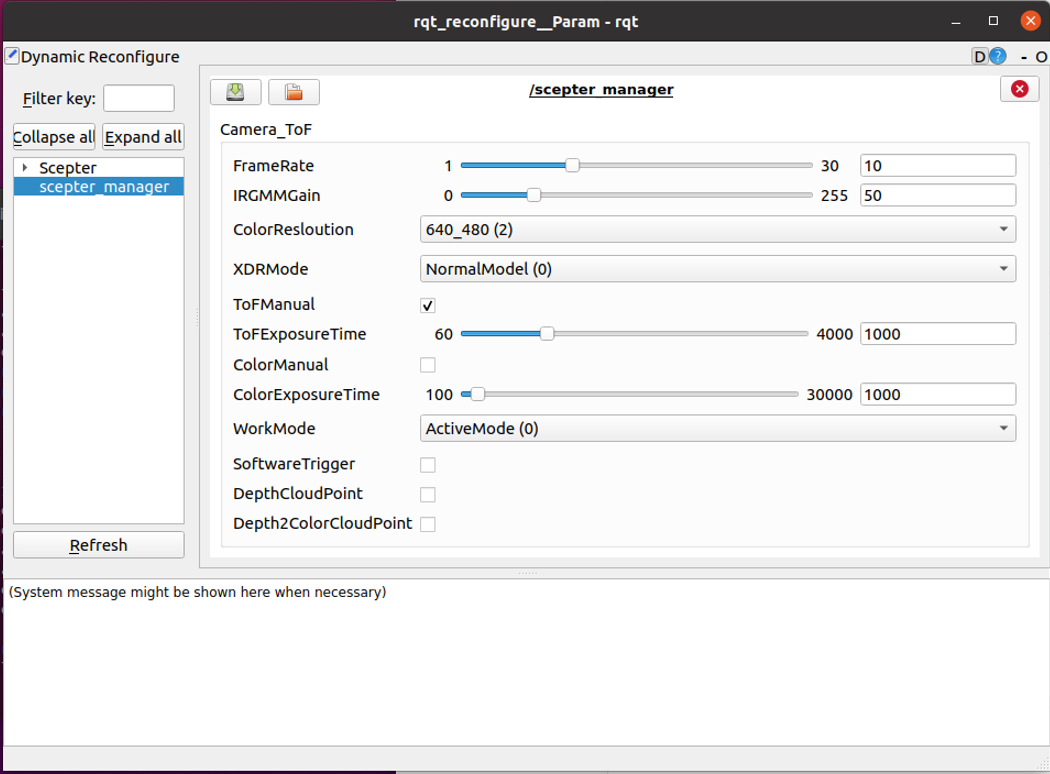 rqt_reconfigure__Param - rqt
Dynamic Reconfigure
D ? - O
Filter key:
Collapse all Expand all
Scepter
scepter_manager
Refresh
/scepter_manager
Camera_ToF
FrameRate 1 30 10
IRGMMGain 0 255 50
ColorResloution 640_480 (2)
XDRMode NormalModel (0)
ToFManual
ToFExposureTime 60 4000 1000
ColorManual
ColorExposureTime 100 30000 1000
WorkMode ActiveMode (0)
SoftwareTrigger
DepthCloudPoint
Depth2ColorCloudPoint
(System message might be shown here when necessary)